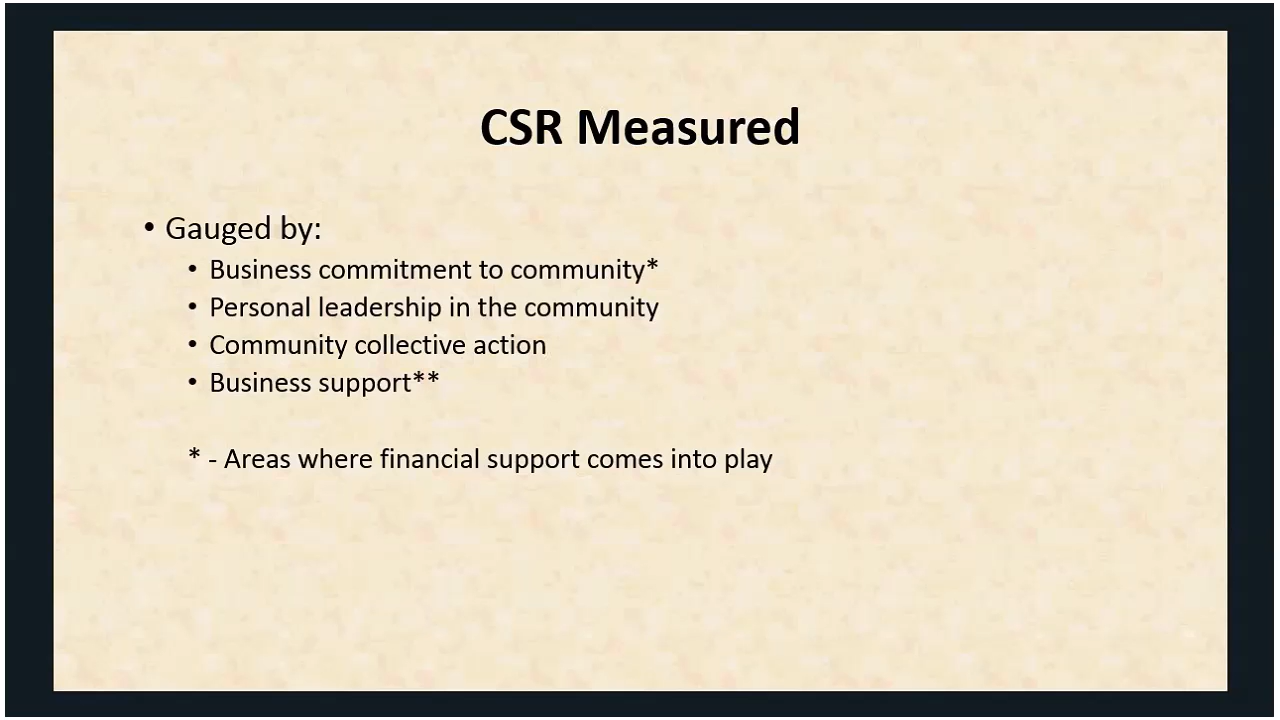 CSR Measured
• Gauged by:
• Business commitment to community*
• Personal leadership in the community
• Community collective action
• Business support**
* - Areas where financial support comes into play